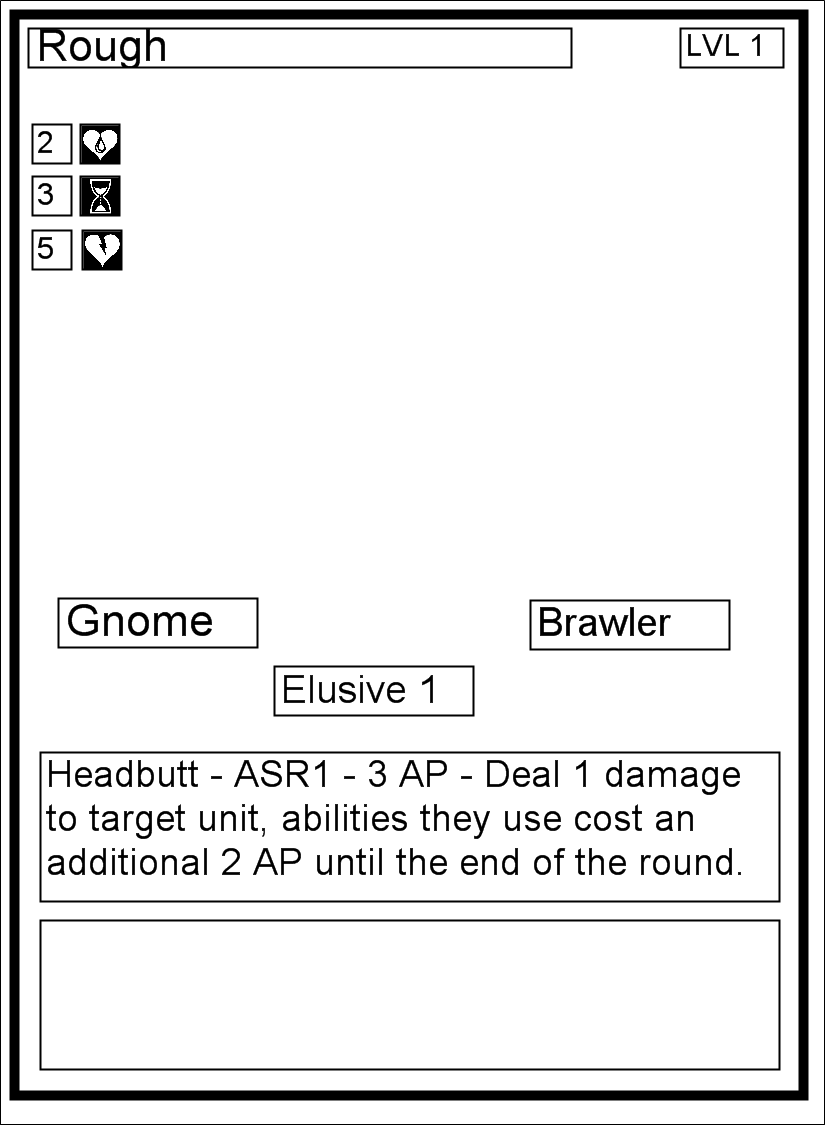 Rough
LVL 1
2
3
5
Gnome
Brawler
Elusive 1
Headbutt - ASR1 - 3 AP - Deal 1 damage
to target unit, abilities they use cost an
additional 2 AP until the end of the round.